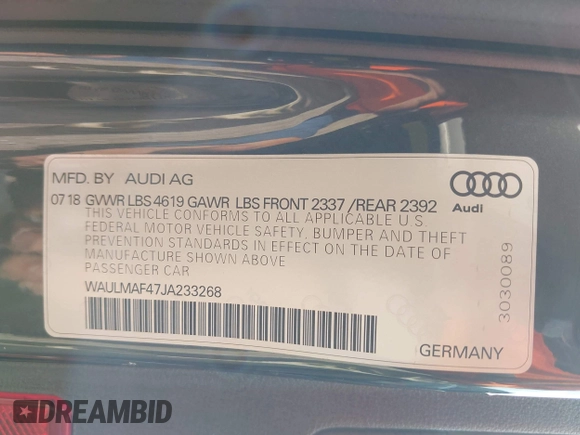 MFD. BY AUDI AG
Audi
07 18 GVWR LBS 4619 GAWR LBS FRONT 2337 /REAR 2392
THIS VEHICLE CONFORMS TO ALL APPLICABLE U S
FEDERAL MOTOR VEHICLE SAFETY, BUMPER AND THEFT
PREVENTION STANDARDS IN EFFECT ON THE DATE OF
MANUFACTURE SHOWN ABOVE
PASSENGER CAR
WAULMAF47JA233268
3030089
GERMANY
DREAMBID